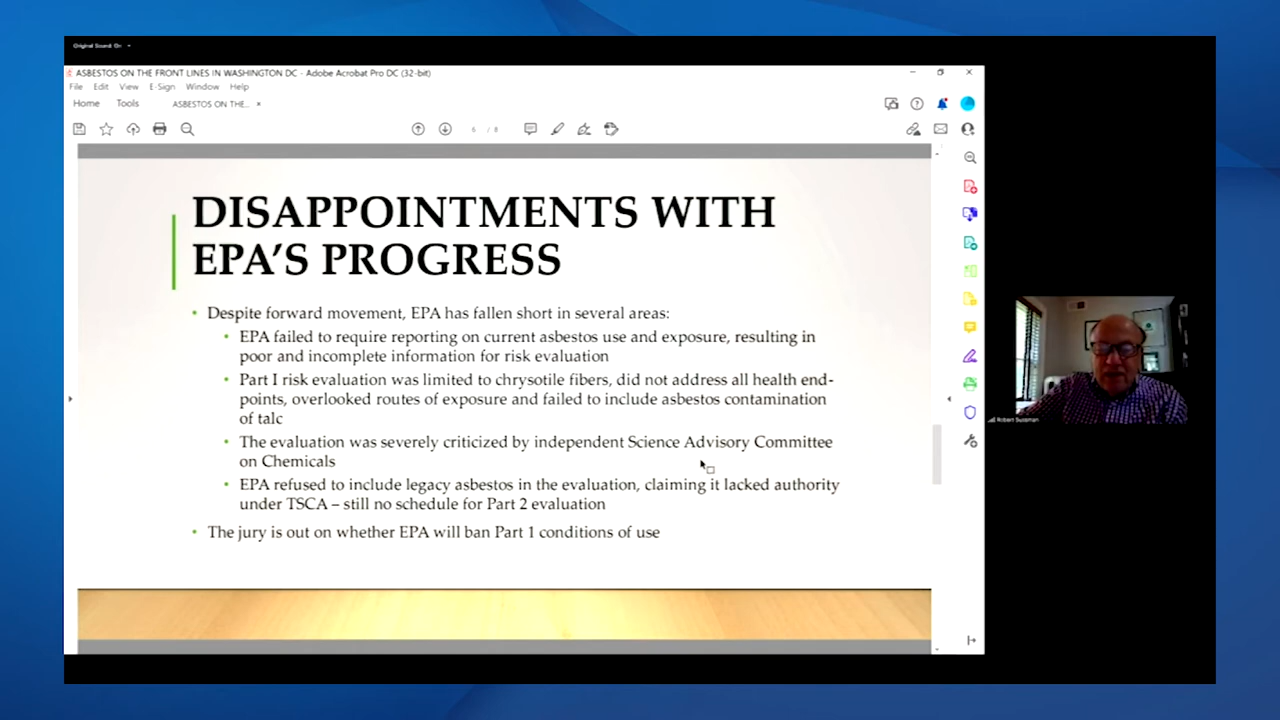 Original Sound: On
ASBESTOS ON THE FRONT LINES IN WASHINGTON DC - Adobe Acrobat Pro DC (32-bit)
File Edit View E-Sign Window Help
Home Tools ASBESTOS ON THE... ×
6 / 8
DISAPPOINTMENTS WITH
EPA'S PROGRESS
• Despite forward movement, EPA has fallen short in several areas:
• EPA failed to require reporting on current asbestos use and exposure, resulting in
poor and incomplete information for risk evaluation
• Part I risk evaluation was limited to chrysotile fibers, did not address all health end-
points, overlooked routes of exposure and failed to include asbestos contamination
of talc
• The evaluation was severely criticized by independent Science Advisory Committee
on Chemicals
• EPA refused to include legacy asbestos in the evaluation, claiming it lacked authority
under TSCA – still no schedule for Part 2 evaluation
• The jury is out on whether EPA will ban Part 1 conditions of use
Robert Sussman